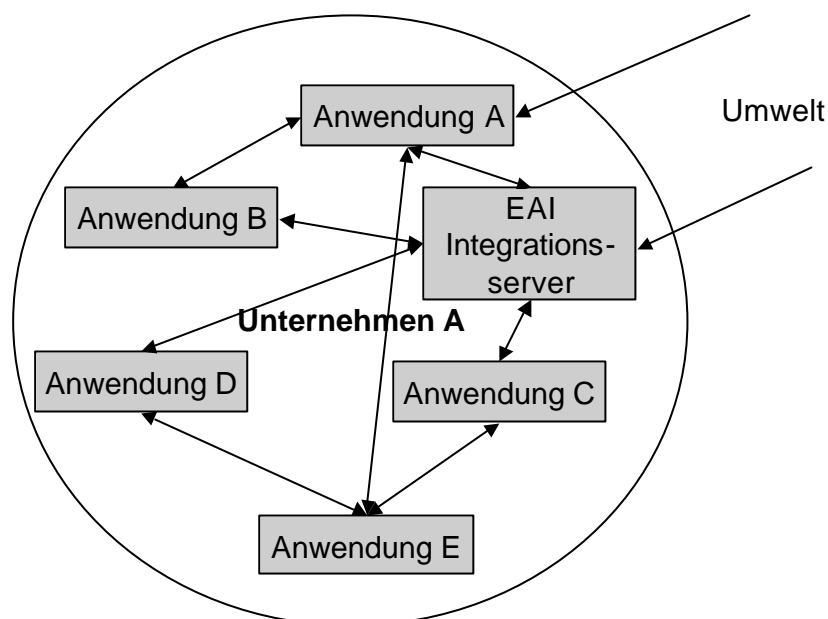 Anwendung A
Umwelt
Anwendung B
EAI
Integrations-
server
Unternehmen A
Anwendung D
Anwendung C
Anwendung E